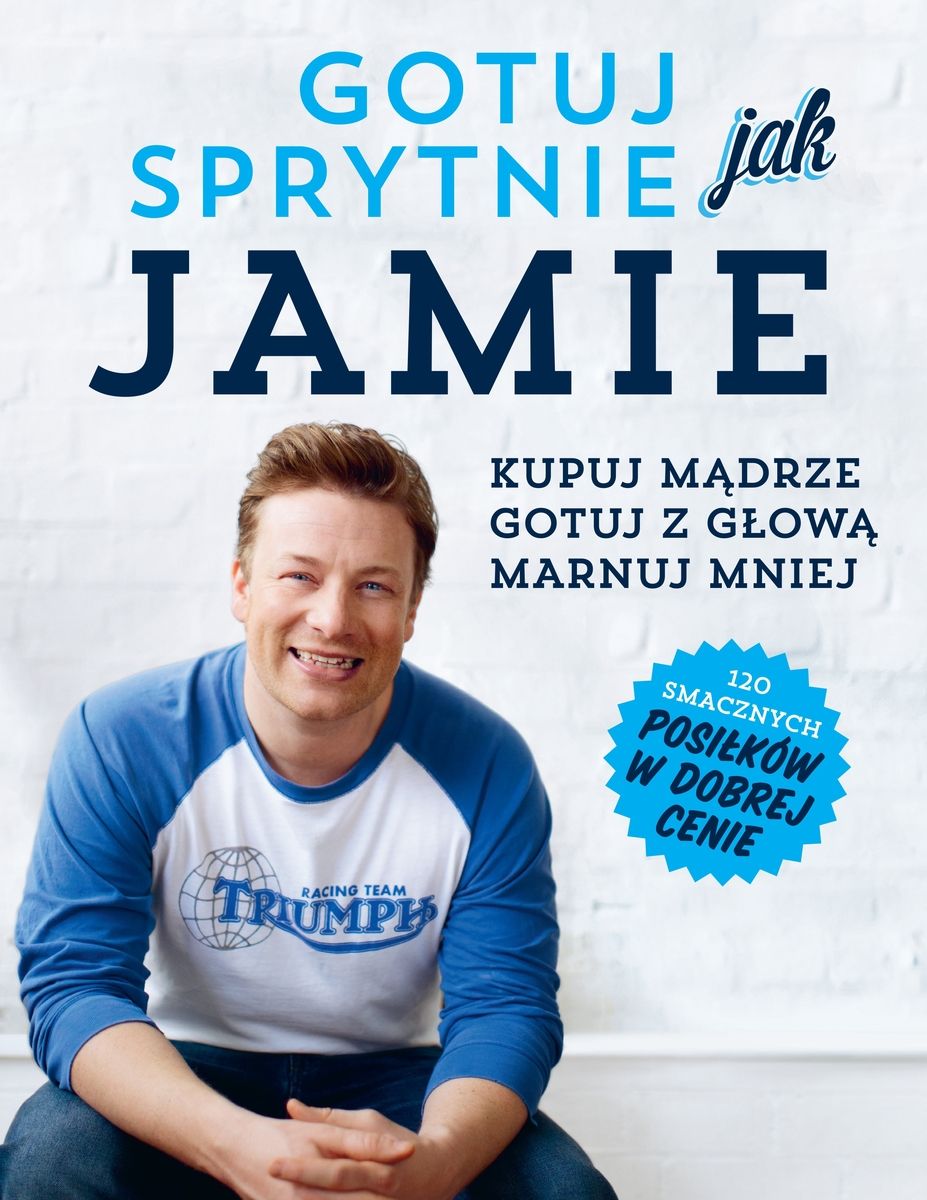 GOTUJ
SPRYTNIE jak
JAMIE
KUPUJ MĄDRZE
GOTUJ Z GŁOWĄ
MARNUJ MNIEJ
120
SMACZNYCH
POSIŁKÓW
W DOBREJ
CENIE
RACING TEAM
TRIUMPH